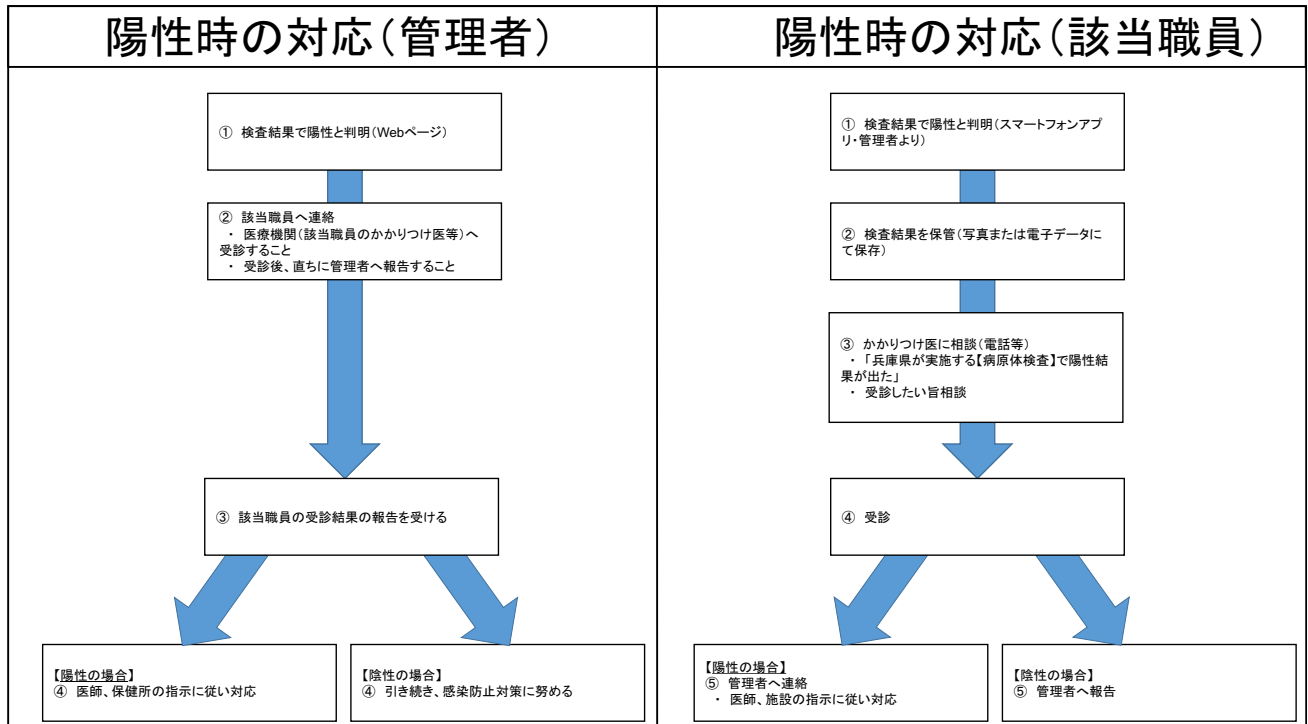 陽性時の対応(管理者)
① 検査結果で陽性と判明(Webページ)
② 該当職員へ連絡
・ 医療機関(該当職員のかかりつけ医等)へ
受診すること
・ 受診後、直ちに管理者へ報告すること
③ 該当職員の受診結果の報告を受ける
【陽性の場合】
④ 医師、保健所の指示に従い対応
【陰性の場合】
④ 引き続き、感染防止対策に努める
陽性時の対応(該当職員)
① 検査結果で陽性と判明(スマートフォンアプ
リ・管理者より)
② 検査結果を保管(写真または電子データに
て保存)
③ かかりつけ医に相談(電話等)
・ 「兵庫県が実施する【病原体検査】で陽性結
果が出た」
・ 受診したい旨相談
④ 受診
【陽性の場合】
⑤ 管理者へ連絡
・ 医師、施設の指示に従い対応
【陰性の場合】
⑤ 管理者へ報告